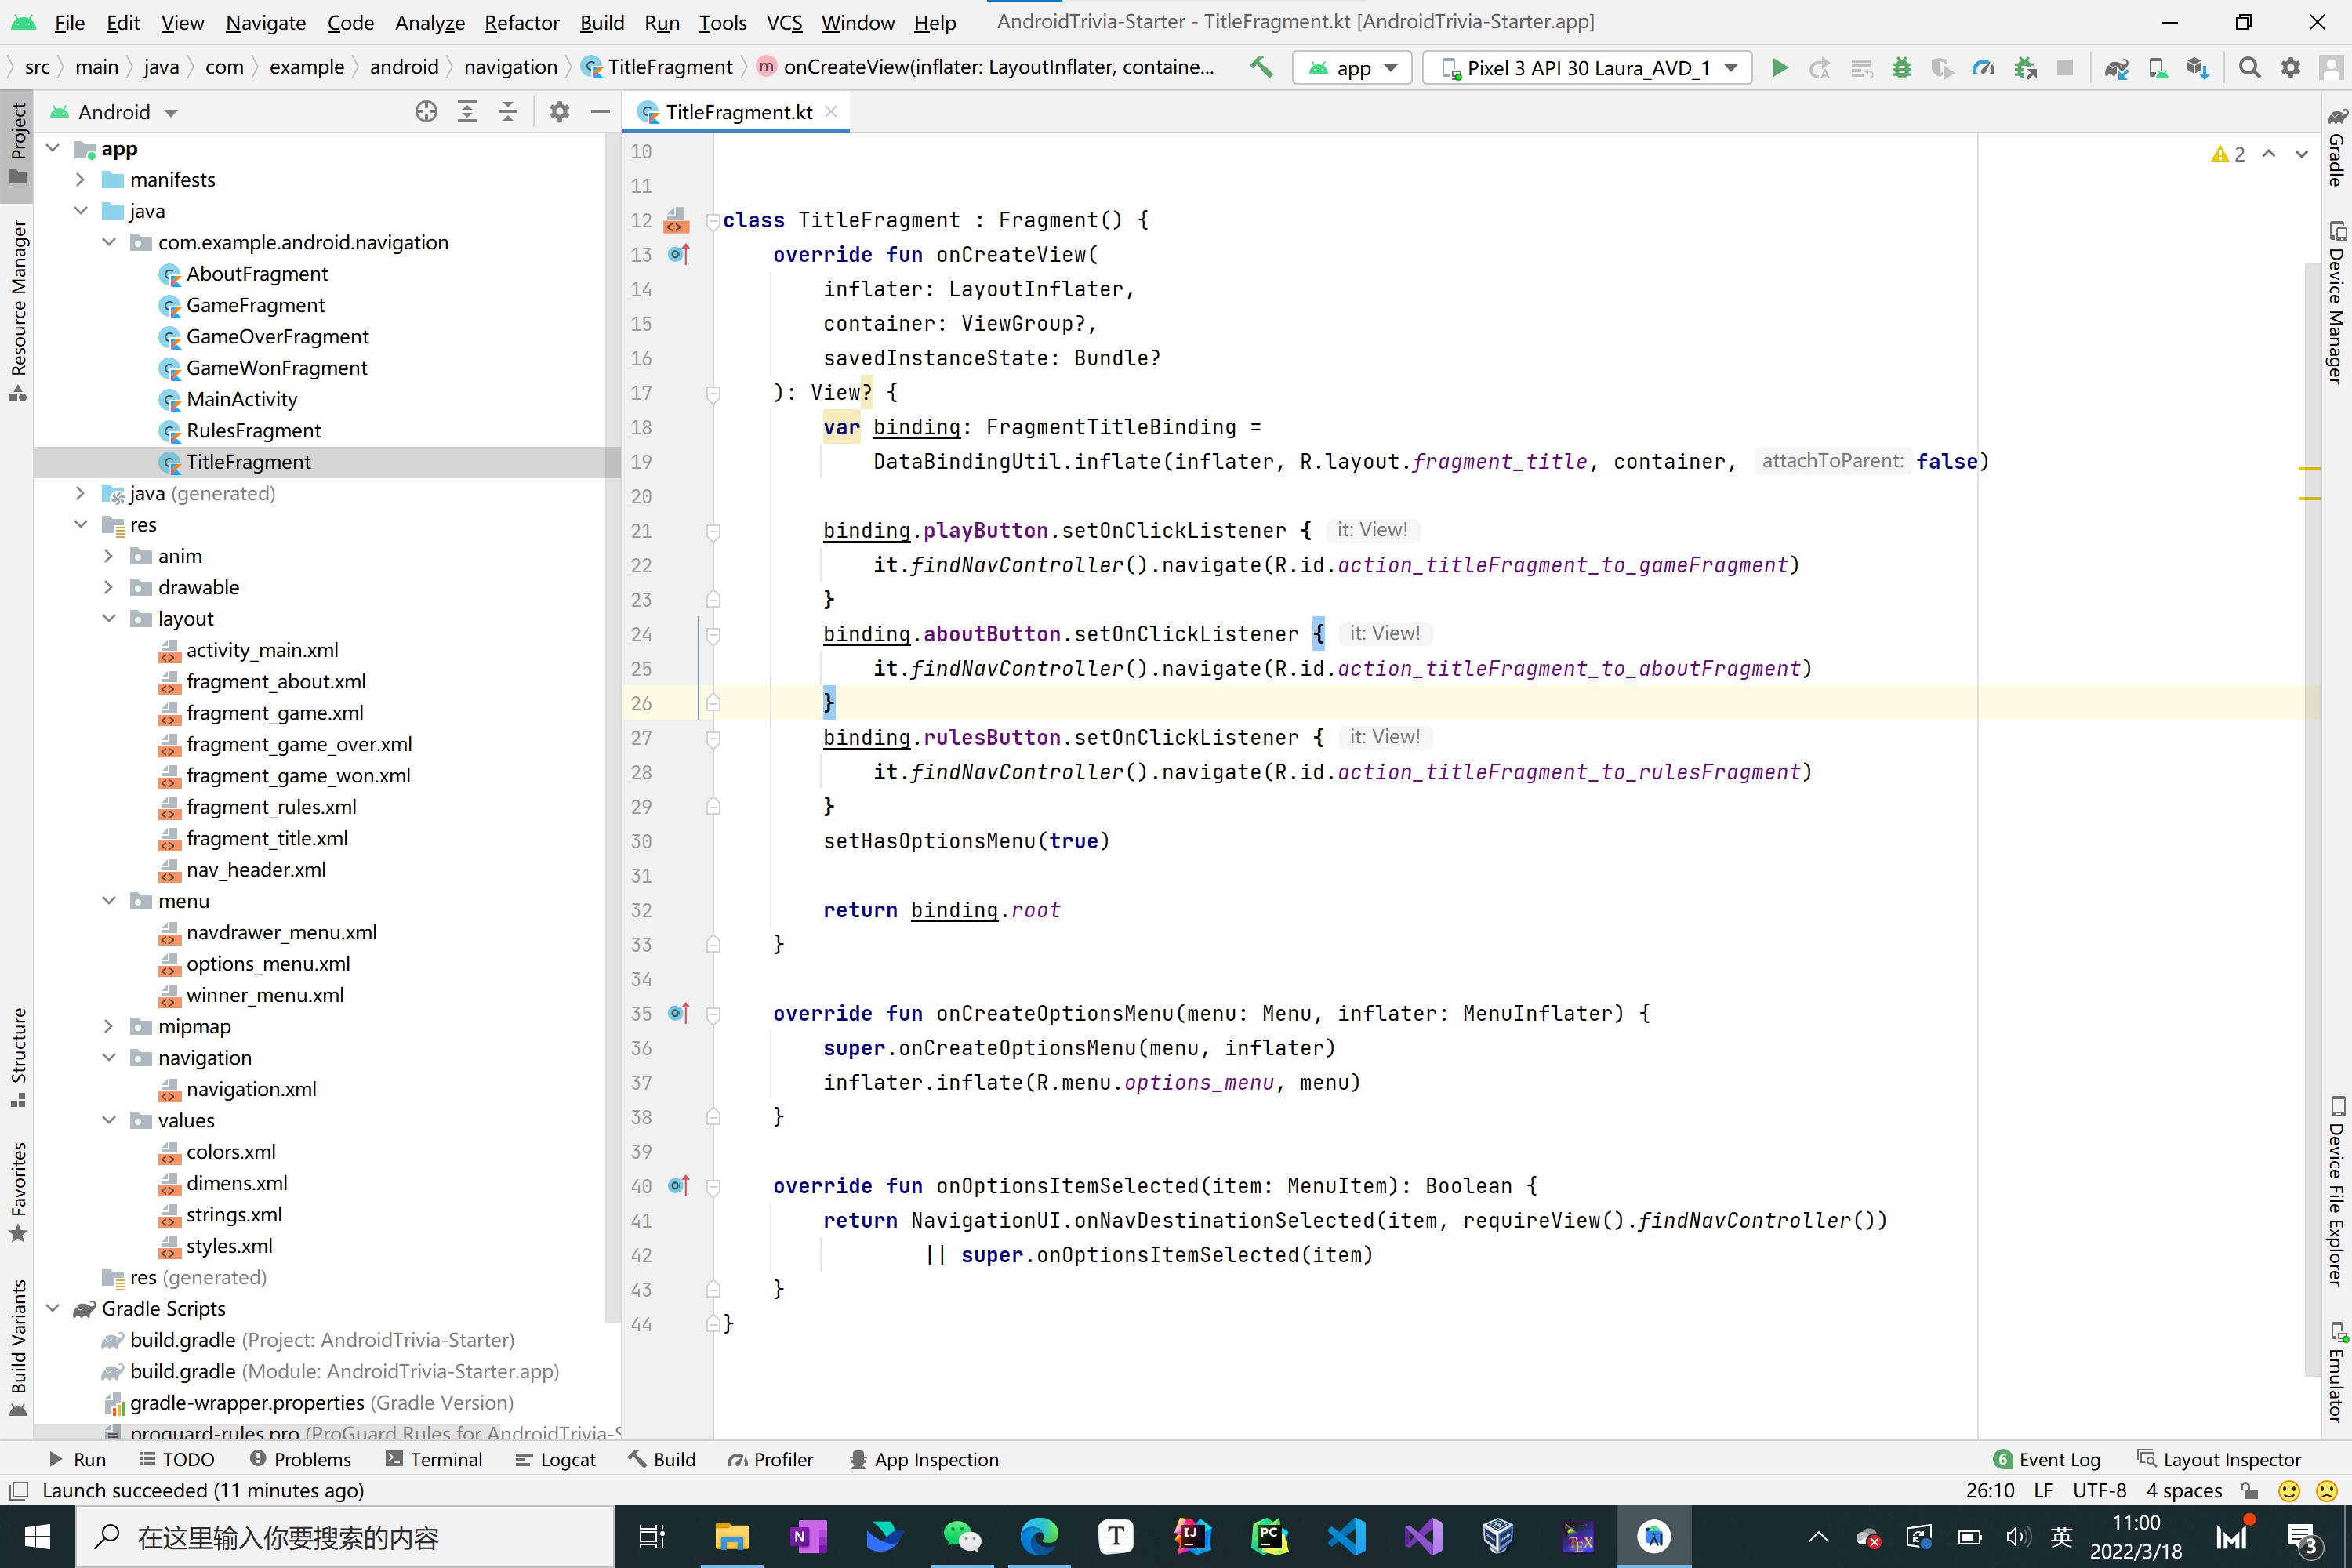 File Edit View Navigate Code Analyze Refactor Build Run Tools VCS Window Help AndroidTrivia-Starter - TitleFragment.kt [AndroidTrivia-Starter.app]
src main java com example android navigation TitleFragment onCreateView(inflater: LayoutInflater, containe... app Pixel 3 API 30 Laura_AVD_1
Project
Resource Manager
Structure
Favorites
Build Variants
Android
app
manifests
java
com.example.android.navigation
AboutFragment
GameFragment
GameOverFragment
GameWonFragment
MainActivity
RulesFragment
TitleFragment
java (generated)
res
anim
drawable
layout
activity_main.xml
fragment_about.xml
fragment_game.xml
fragment_game_over.xml
fragment_game_won.xml
fragment_rules.xml
fragment_title.xml
nav_header.xml
menu
navdrawer_menu.xml
options_menu.xml
winner_menu.xml
mipmap
navigation
navigation.xml
values
colors.xml
dimens.xml
strings.xml
styles.xml
res (generated)
Gradle Scripts
build.gradle (Project: AndroidTrivia-Starter)
build.gradle (Module: AndroidTrivia-Starter.app)
gradle-wrapper.properties (Gradle Version)
proguard-rules.pro (ProGuard Rules for AndroidTrivia-S
TitleFragment.kt
2
10
11
12 class TitleFragment : Fragment() {
13 override fun onCreateView(
14 inflater: LayoutInflater,
15 container: ViewGroup?,
16 savedInstanceState: Bundle?
17 ): View? {
18 var binding: FragmentTitleBinding =
19 DataBindingUtil.inflate(inflater, R.layout.fragment_title, container, attachToParent: false)
20
21 binding.playButton.setOnClickListener { it: View!
22 it.findNavController().navigate(R.id.action_titleFragment_to_gameFragment)
23 }
24 binding.aboutButton.setOnClickListener { it: View!
25 it.findNavController().navigate(R.id.action_titleFragment_to_aboutFragment)
26 }
27 binding.rulesButton.setOnClickListener { it: View!
28 it.findNavController().navigate(R.id.action_titleFragment_to_rulesFragment)
29 }
30 setHasOptionsMenu(true)
31
32 return binding.root
33 }
34
35 override fun onCreateOptionsMenu(menu: Menu, inflater: MenuInflater) {
36 super.onCreateOptionsMenu(menu, inflater)
37 inflater.inflate(R.menu.options_menu, menu)
38 }
39
40 override fun onOptionsItemSelected(item: MenuItem): Boolean {
41 return NavigationUI.onNavDestinationSelected(item, requireView().findNavController())
42 || super.onOptionsItemSelected(item)
43 }
44 }
Gradle
Device Manager
Device File Explorer
Emulator
Run TODO Problems Terminal Logcat Build Profiler App Inspection 6 Event Log Layout Inspector
Launch succeeded (11 minutes ago) 26:10 LF UTF-8 4 spaces
在这里输入你要搜索的内容 N T IJ PC TEX 英 11:00 3
2022/3/18